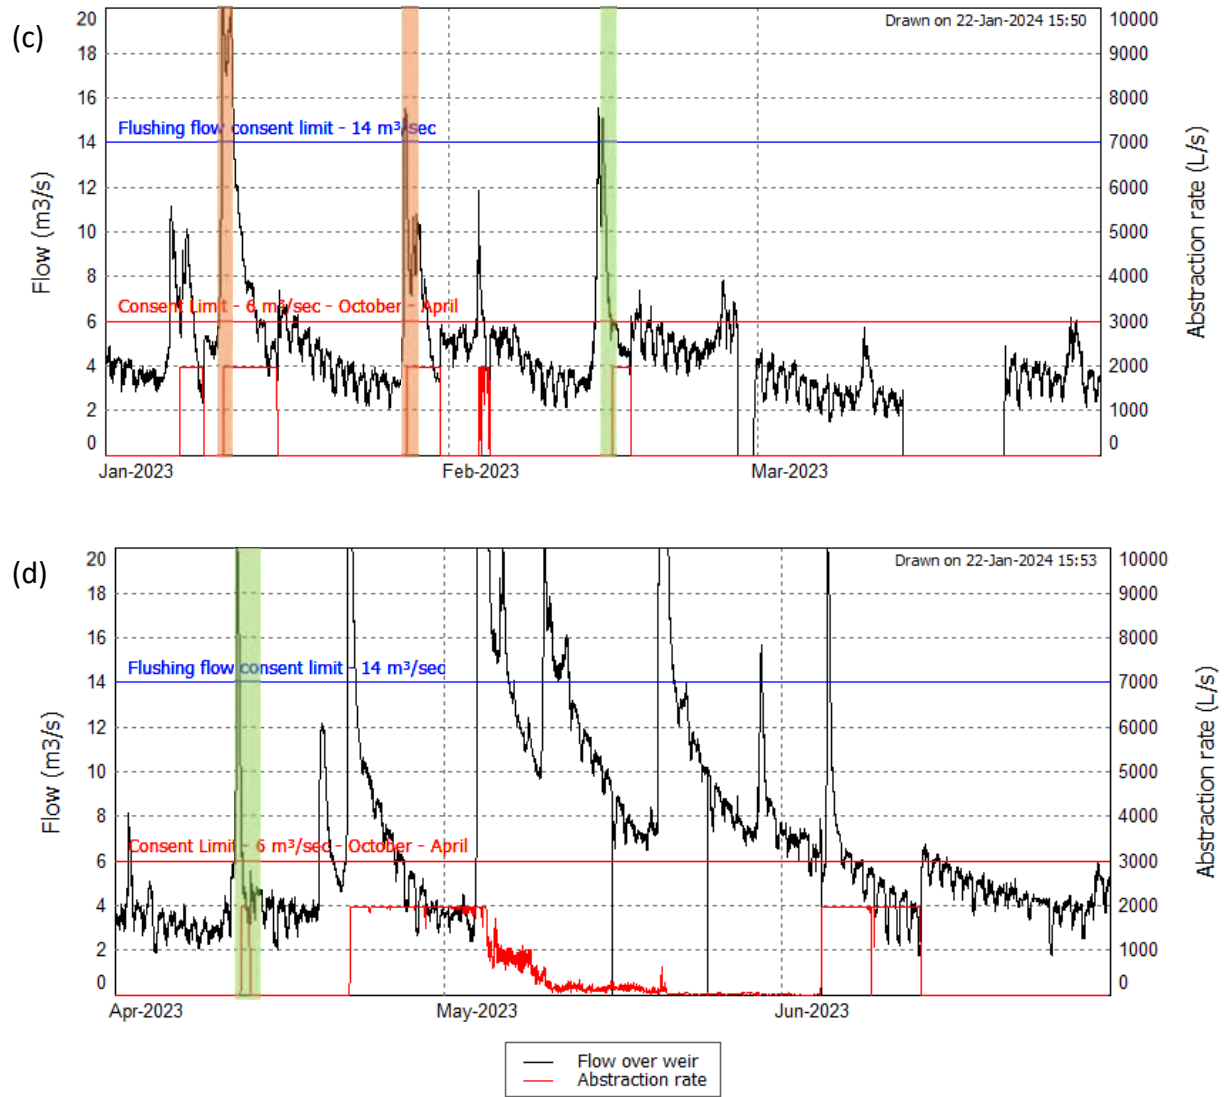 (c)
Drawn on 22-Jan-2024 15:50
20
18
16
14
12
10
8
6
4
2
0
Flow (m3/s)
Flushing flow consent limit - 14 m³/sec
Consent Limit - 6 m³/sec - October - April
10000
9000
8000
7000
6000
5000
4000
3000
2000
1000
0
Abstraction rate (L/s)
Jan-2023 Feb-2023 Mar-2023
(d)
Drawn on 22-Jan-2024 15:53
20
18
16
14
12
10
8
6
4
2
0
Flow (m3/s)
Flushing flow consent limit - 14 m³/sec
Consent Limit - 6 m³/sec - October - April
10000
9000
8000
7000
6000
5000
4000
3000
2000
1000
0
Abstraction rate (L/s)
Apr-2023 May-2023 Jun-2023
Flow over weir
Abstraction rate